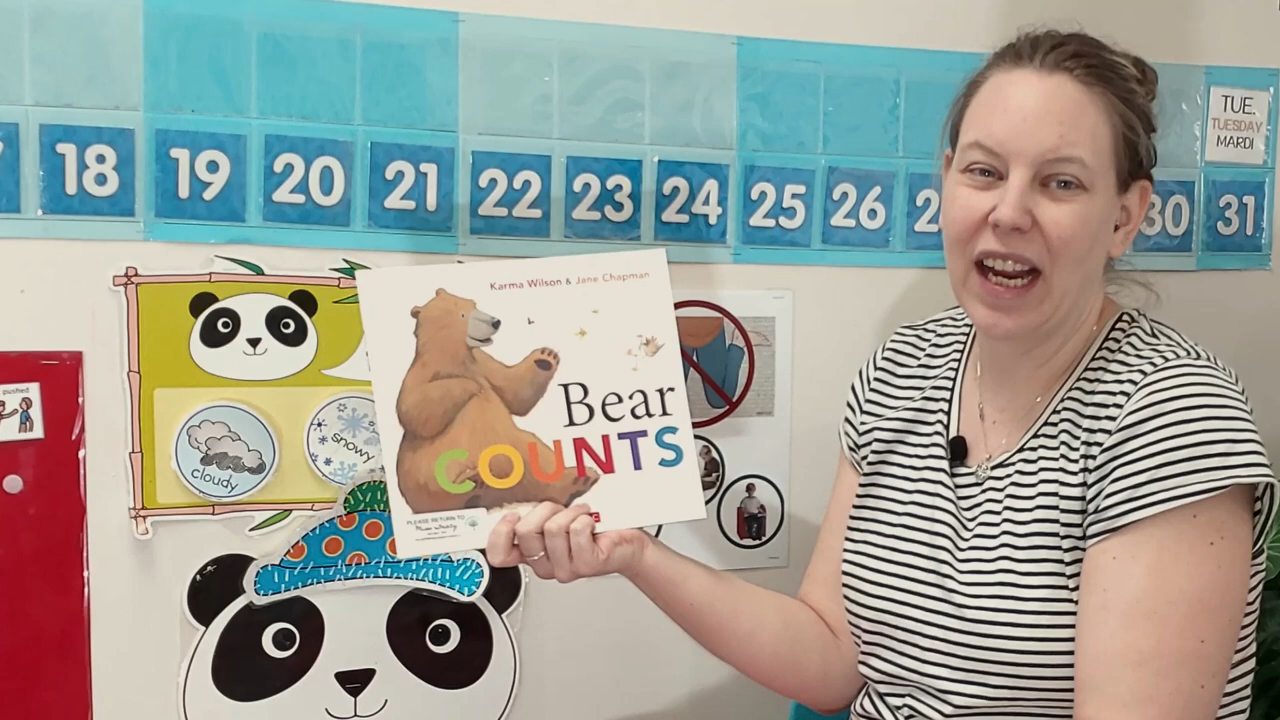 18 19 20 21 22 23 24 25 26 2 30 31
TUE.
TUESDAY
MARDI
Karma Wilson & Jane Chapman
Bear
COUNTS
PLEASE RETURN TO
cloudy
snowy
pushed